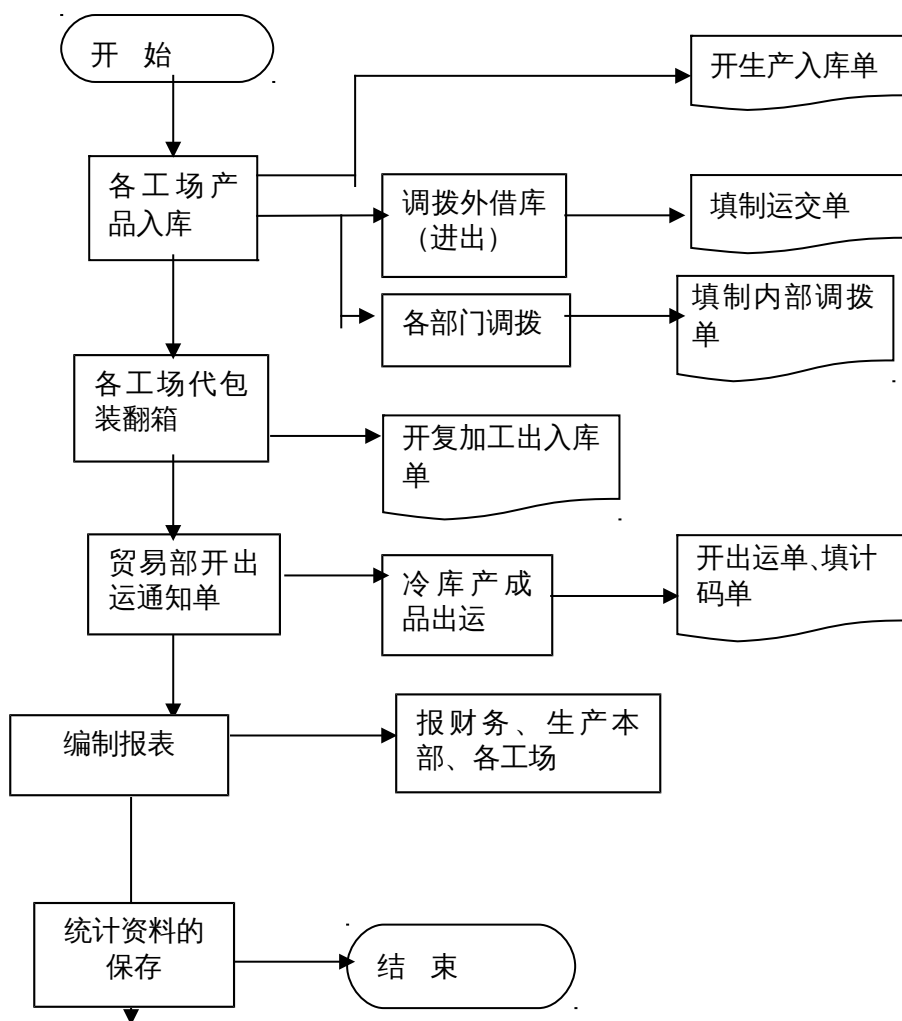 开 始
开生产入库单
各工场产
品入库
调拨外借库
（进出）
填制运交单
各部门调拨
填制内部调拨
单
各工场代包
装翻箱
开复加工出入库
单
贸易部开出
运通知单
冷库产成
品出运
开出运单、填计
码单
编制报表
报财务、生产本
部、各工场
统计资料的
保存
结 束